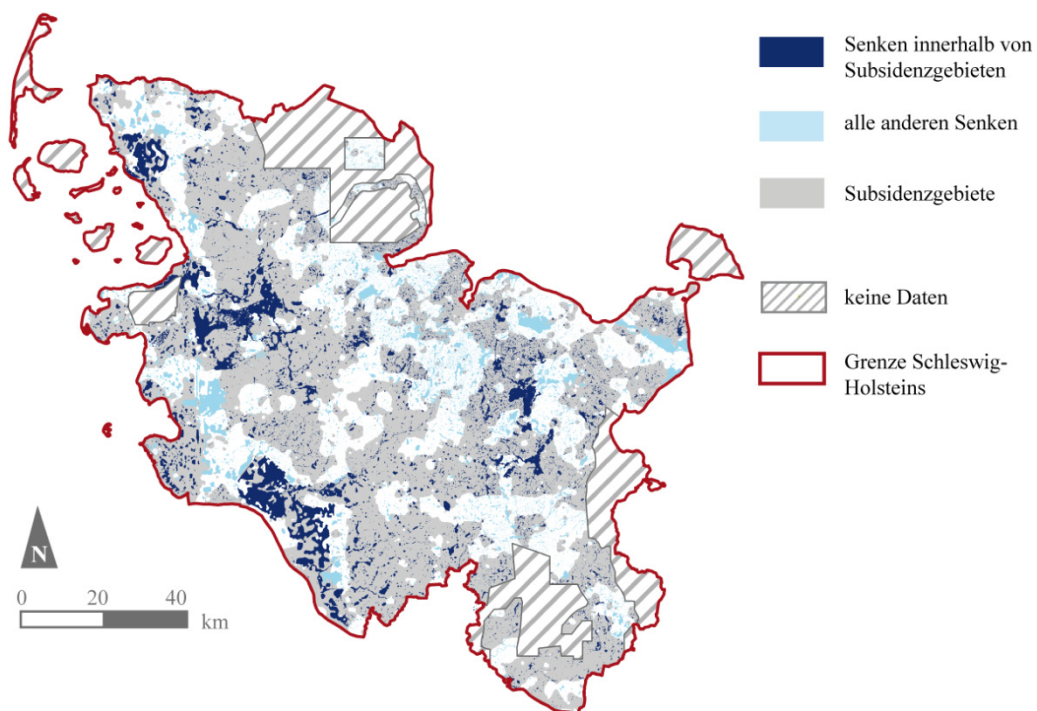 Senken innerhalb von
Subsidenzgebieten
alle anderen Senken
Subsidenzgebiete
keine Daten
Grenze Schleswig-
Holsteins
N
0 20 40
km